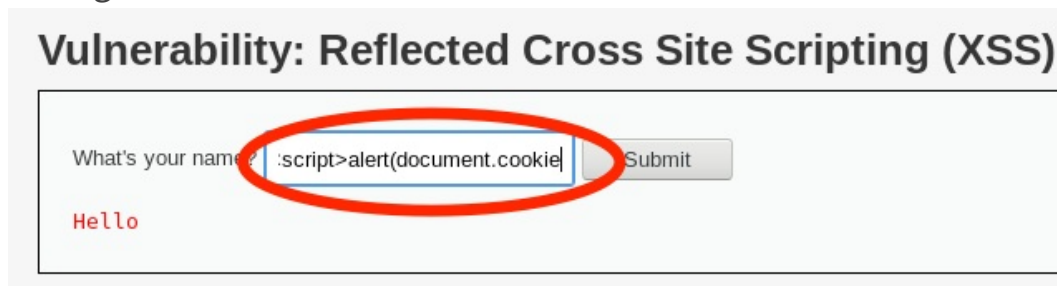 Vulnerability: Reflected Cross Site Scripting (XSS)
What's your name? script>alert(document.cookie Submit
Hello